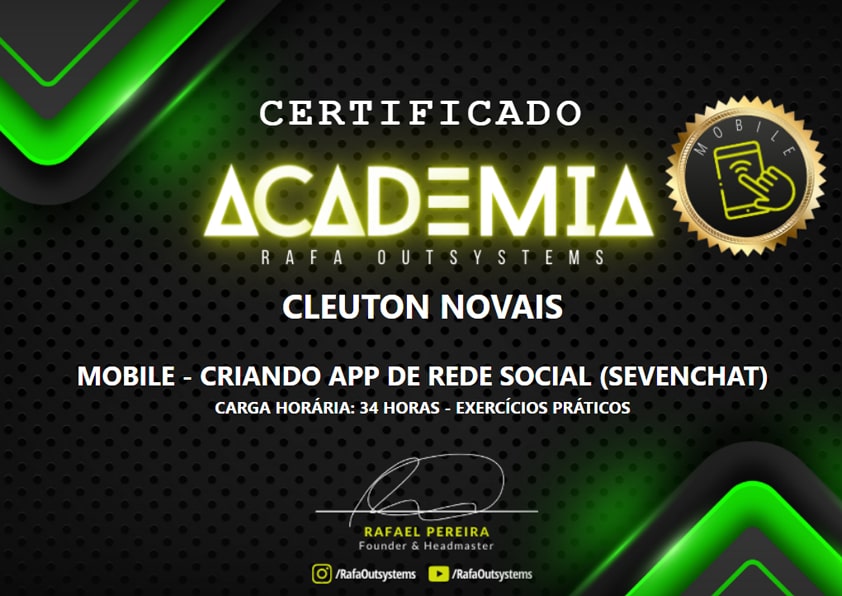 CERTIFICADO
MOBILE
ACADEMIA
RAFA OUTSYSTEMS
CLEUTON NOVAIS
MOBILE - CRIANDO APP DE REDE SOCIAL (SEVENCHAT)
CARGA HORÁRIA: 34 HORAS - EXERCÍCIOS PRÁTICOS
RAFAEL PEREIRA
Founder & Headmaster
/RafaOutsystems /RafaOutsystems